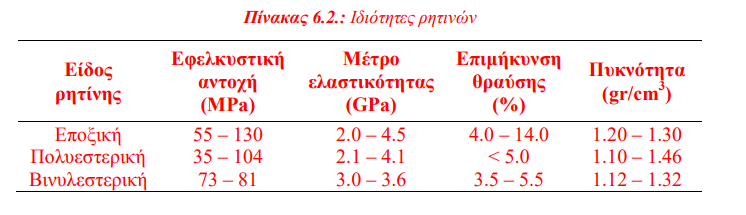 Πίνακας 6.2.: Ιδιότητες ρητινών
Είδος ρητίνης Εφελκυστική αντοχή (MPa) Μέτρο ελαστικότητας (GPa) Επιμήκυνση θραύσης (%) Πυκνότητα (gr/cm³)
Εποξική 55 – 130 2.0 – 4.5 4.0 – 14.0 1.20 – 1.30
Πολυεστερική 35 – 104 2.1 – 4.1 < 5.0 1.10 – 1.46
Βινυλεστερική 73 – 81 3.0 – 3.6 3.5 – 5.5 1.12 – 1.32